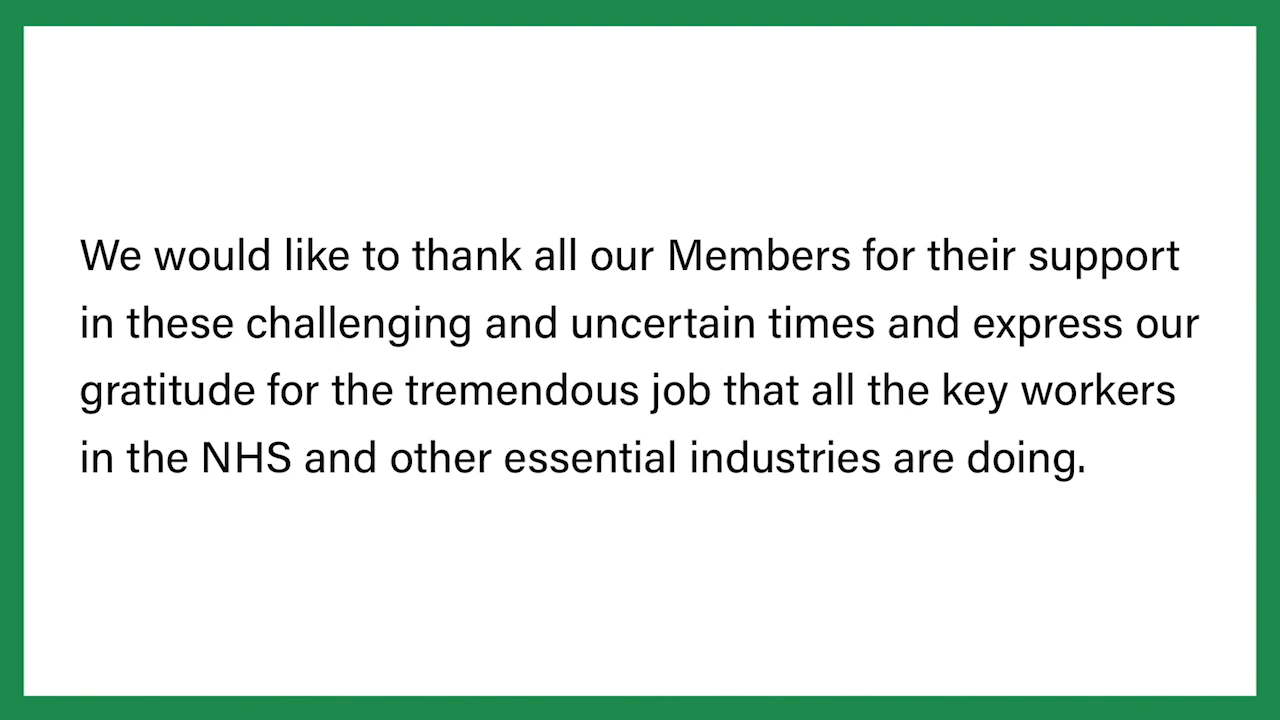 We would like to thank all our Members for their support
in these challenging and uncertain times and express our
gratitude for the tremendous job that all the key workers
in the NHS and other essential industries are doing.